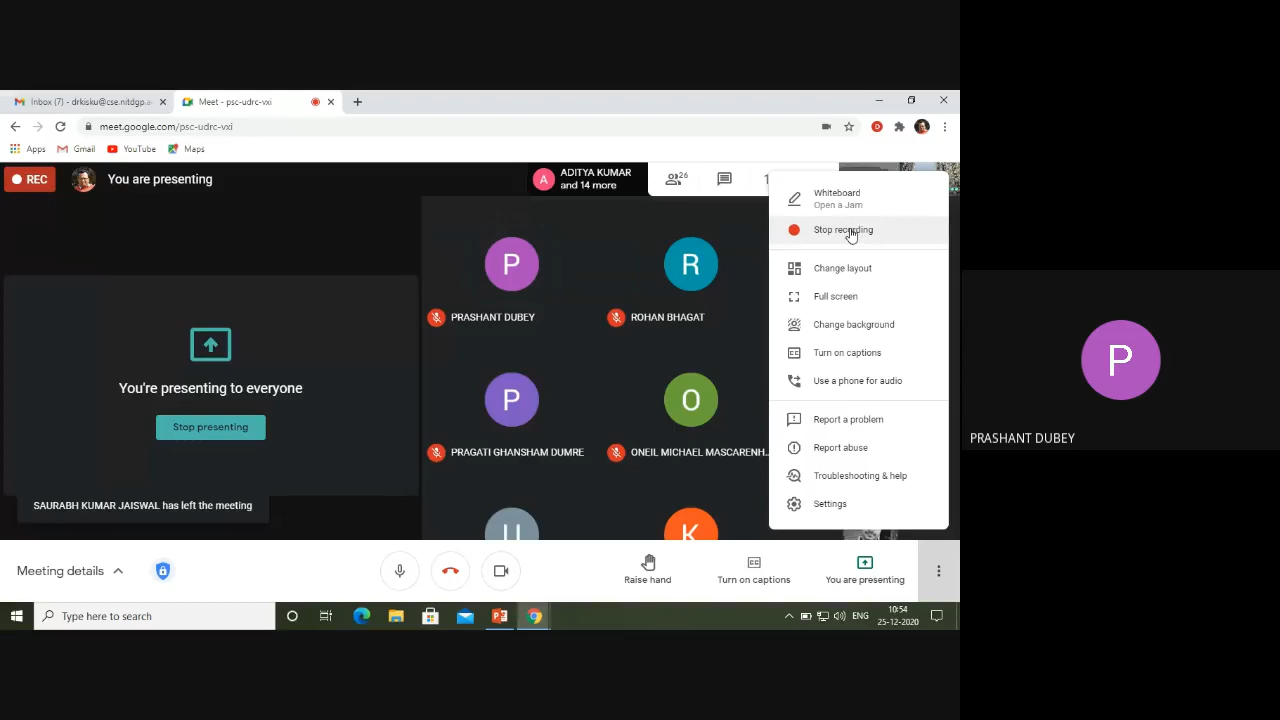 Inbox (7) - drkisku@cse.nitdgp.a
Meet - psc-udrc-vxi
meet.google.com/psc-udrc-vxi
Apps
Gmail
YouTube
Maps
REC
You are presenting
A
ADITYA KUMAR
and 14 more
26
1
Whiteboard
Open a Jam
Stop recording
Change layout
Full screen
Change background
Turn on captions
Use a phone for audio
Report a problem
Report abuse
Troubleshooting & help
Settings
P
PRASHANT DUBEY
R
ROHAN BHAGAT
P
PRAGATI GHANSHAM DUMRE
O
ONEIL MICHAEL MASCARENH..
K
You're presenting to everyone
Stop presenting
SAURABH KUMAR JAISWAL has left the meeting
P
PRASHANT DUBEY
Meeting details
Raise hand
Turn on captions
You are presenting
Type here to search
ENG
10:54
25-12-2020